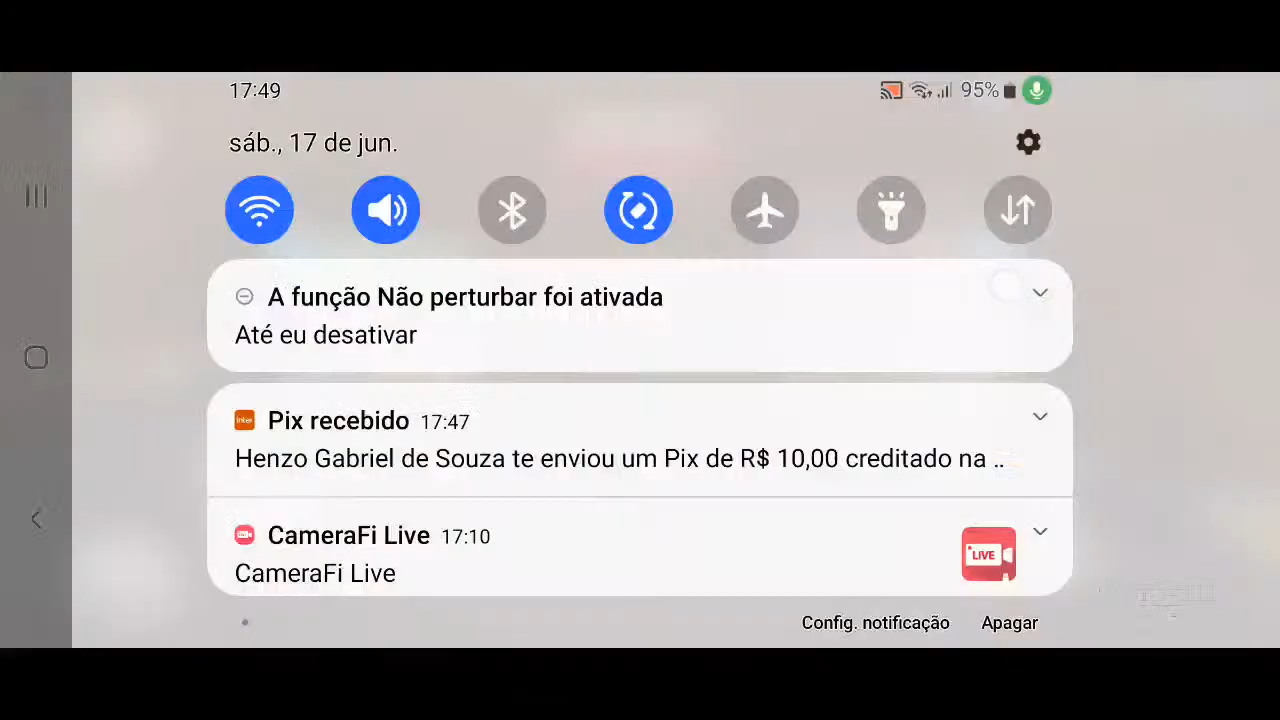 17:49
95%
sáb., 17 de jun.
A função Não perturbar foi ativada
Até eu desativar
inter
Pix recebido 17:47
Henzo Gabriel de Souza te enviou um Pix de R$ 10,00 creditado na ..
CameraFi Live 17:10
LIVE
CameraFi Live
Config. notificação Apagar